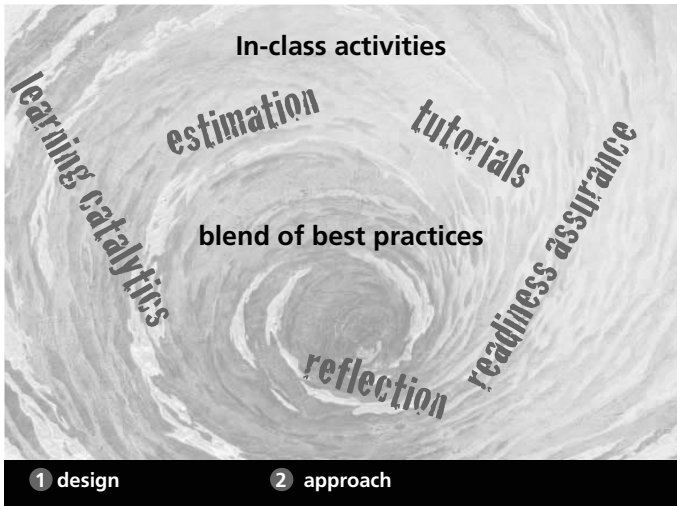 In-class activities
learning catalytics
estimation
tutorials
readiness assurance
blend of best practices
reflection
1 design
2 approach